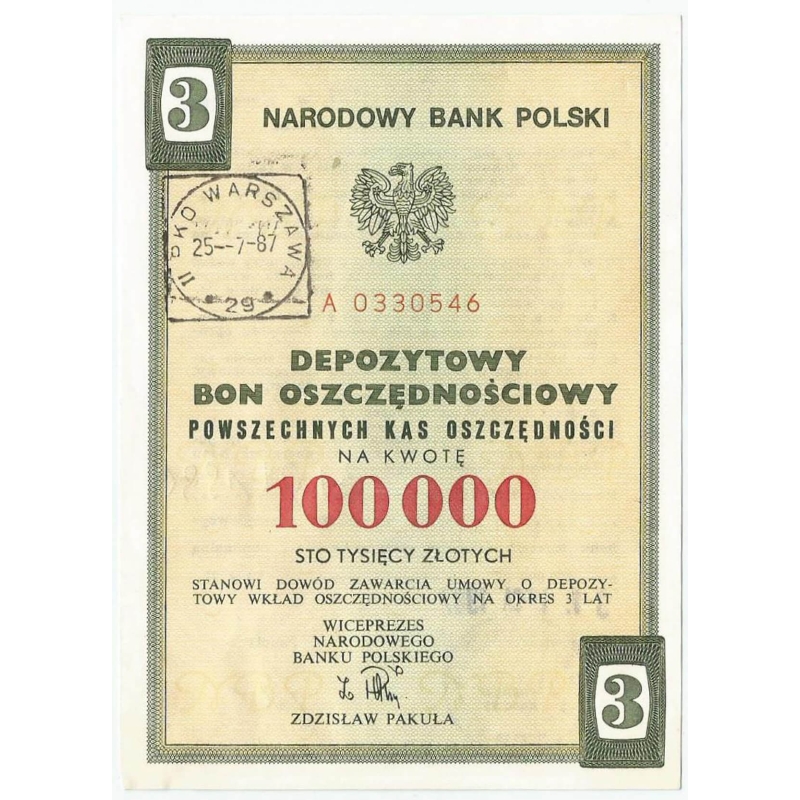 3
NARODOWY BANK POLSKI
II PKO WARSZAWA
25--7-87
* 29 *
A 0330546
DEPOZYTOWY
BON OSZCZĘDNOŚCIOWY
POWSZECHNYCH KAS OSZCZĘDNOŚCI
NA KWOTĘ
100 000
STO TYSIĘCY ZŁOTYCH
STANOWI DOWÓD ZAWARCIA UMOWY O DEPOZY-
TOWY WKŁAD OSZCZĘDNOŚCIOWY NA OKRES 3 LAT
WICEPREZES
NARODOWEGO
BANKU POLSKIEGO
ZDZISŁAW PAKUŁA
3